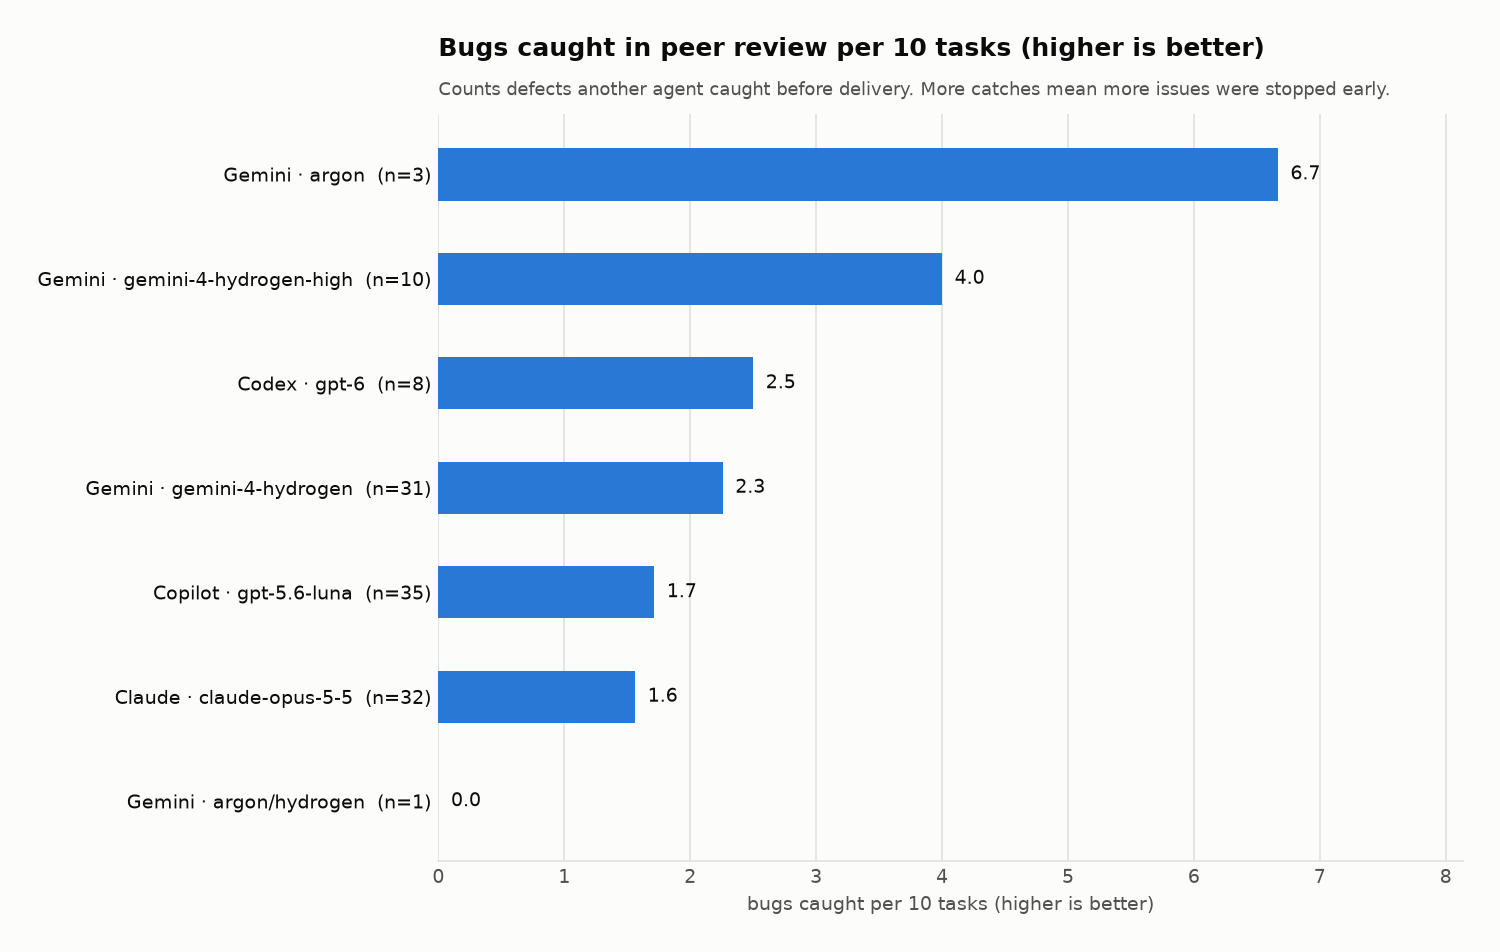 Bugs caught in peer review per 10 tasks (higher is better)
Counts defects another agent caught before delivery. More catches mean more issues were stopped early.
Gemini · argon  (n=3)
6.7
Gemini · gemini-4-hydrogen-high  (n=10)
4.0
Codex · gpt-6  (n=8)
2.5
Gemini · gemini-4-hydrogen  (n=31)
2.3
Copilot · gpt-5.6-luna  (n=35)
1.7
Claude · claude-opus-5-5  (n=32)
1.6
Gemini · argon/hydrogen  (n=1)
0.0
0 1 2 3 4 5 6 7 8
bugs caught per 10 tasks (higher is better)